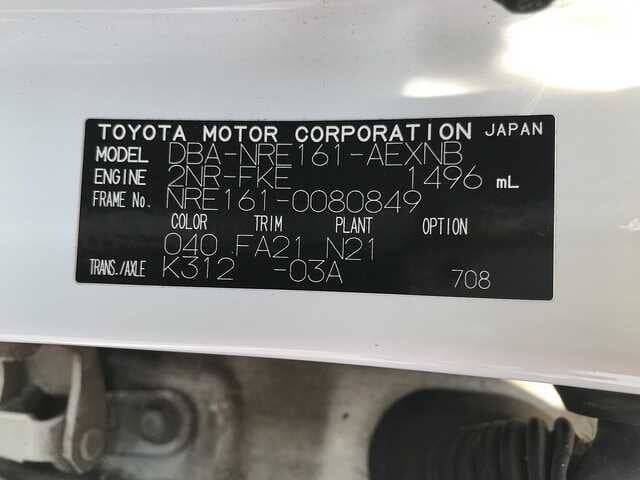 TOYOTA MOTOR CORPORATION JAPAN
MODEL DBA-NRE161-AEXNB
ENGINE 2NR-FKE 1496 mL
FRAME No. NRE161-0080849
COLOR TRIM PLANT OPTION
040 FA21 N21
TRANS./AXLE K312 -03A 708